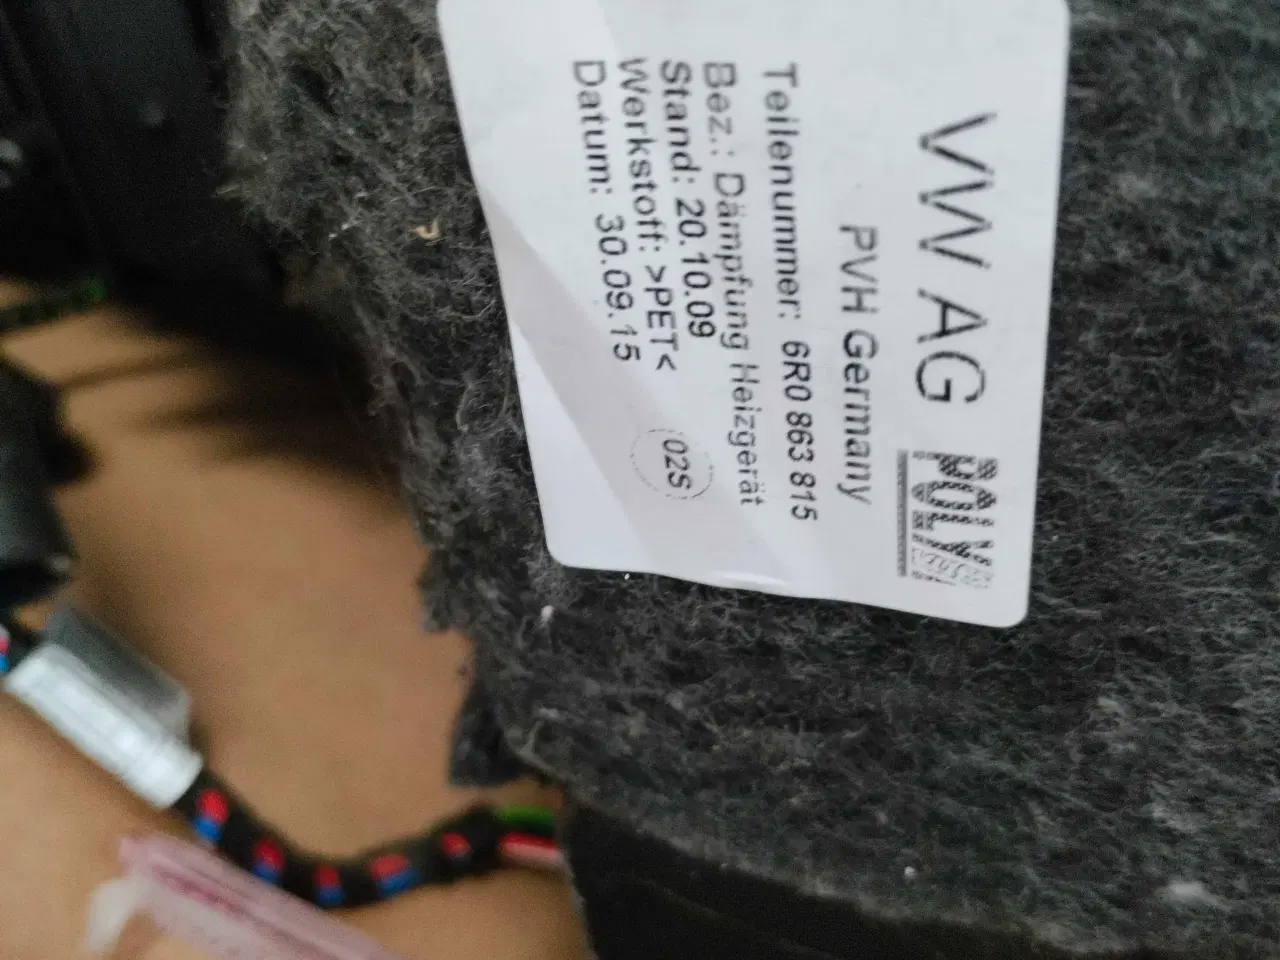 VW AG POLY
PVH Germany
Teilenummer: 6R0 863 815
Bez.: Dämpfung Heizgerät
Stand: 20.10.09
Werkstoff: >PET<
Datum: 30.09.15
02S